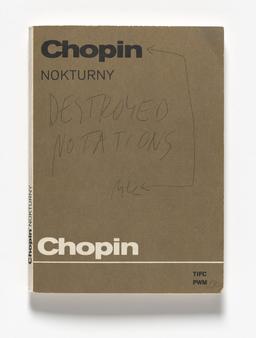 Chopin
NOKTURNY
DESTROYED
NOTATIONS
Chopin
TIFC
PWM
Chopin NOKTURNY